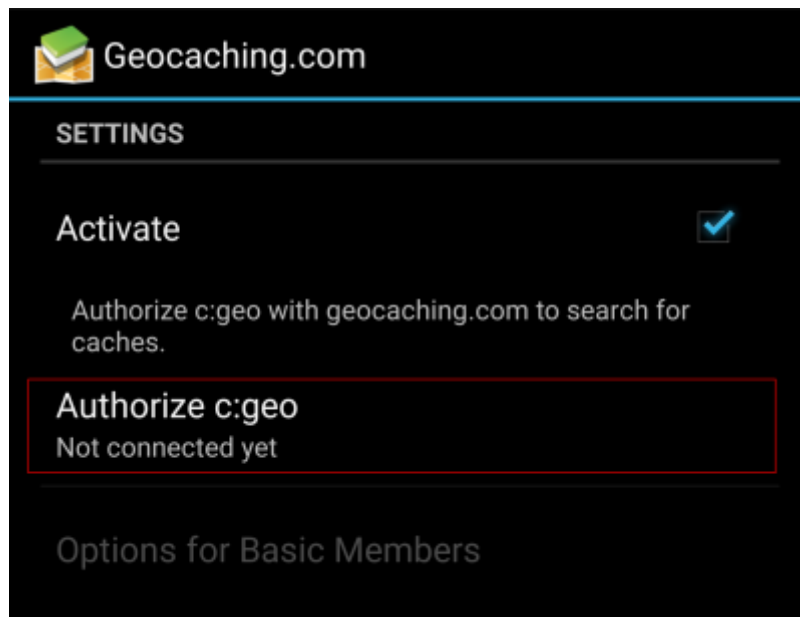 Geocaching.com
SETTINGS
Activate
Authorize c:geo with geocaching.com to search for
caches.
Authorize c:geo
Not connected yet
Options for Basic Members